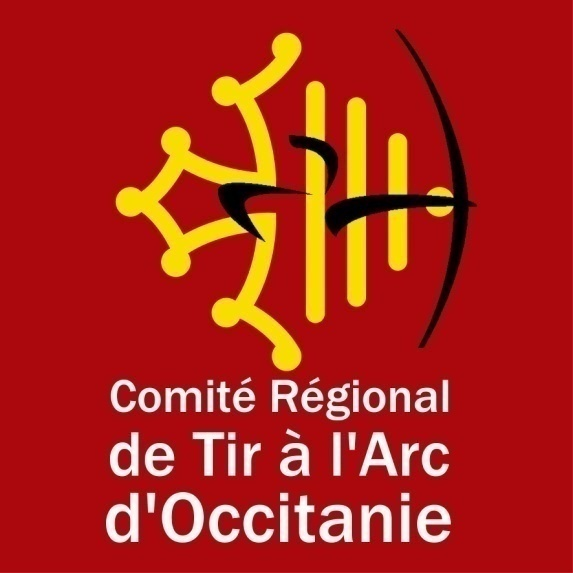 Comité Régional
de Tir à l'Arc
d'Occitanie